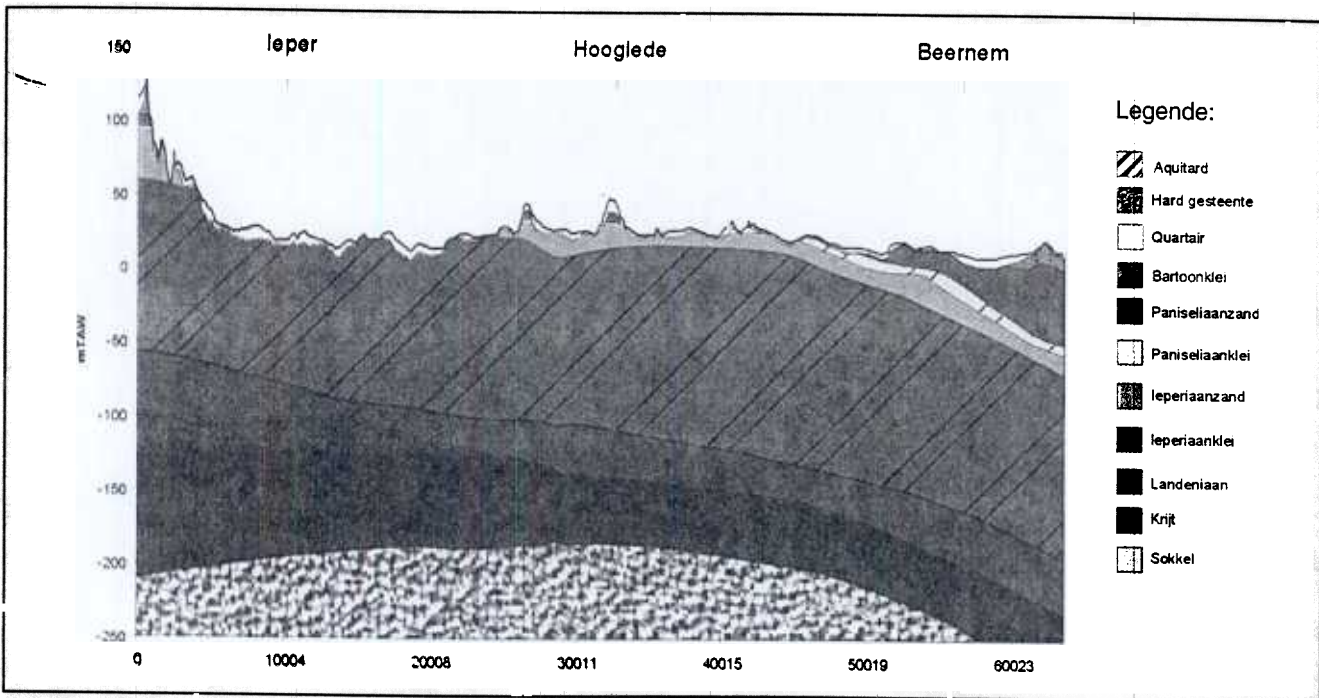 150 Ieper Hooglede Beernem
100
50
0
-50
mTAW
-100
-150
-200
-250
0 10004 20008 30011 40015 50019 60023
Legende:
Aquitard
Hard gesteente
Quartair
Bartoonklei
Paniseliaanzand
Paniseliaanklei
Ieperiaanzand
Ieperiaanklei
Landeniaan
Krijt
Sokkel